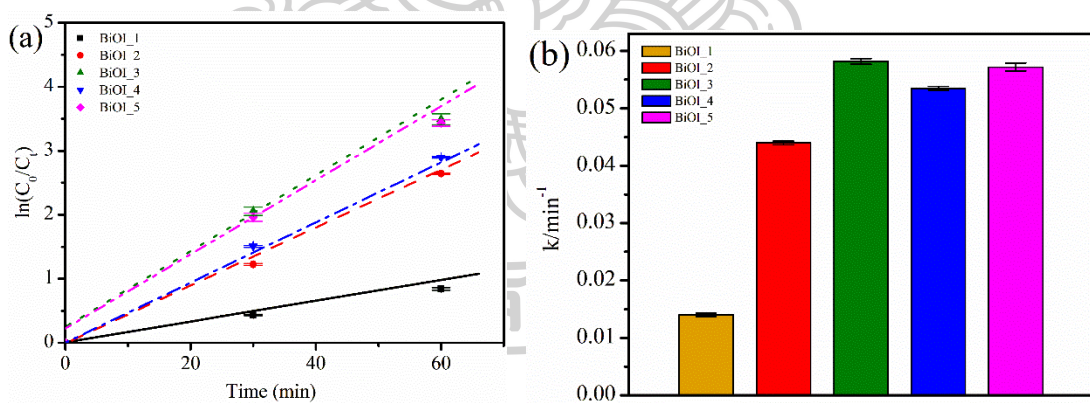 (a)
BiOI_1
BiOI_2
BiOI_3
BiOI_4
BiOI_5
ln(C0/Ct)
5
4
3
2
1
0
0
20
40
60
Time (min)
(b)
BiOI_1
BiOI_2
BiOI_3
BiOI_4
BiOI_5
k/min-1
0.06
0.05
0.04
0.03
0.02
0.01
0.00